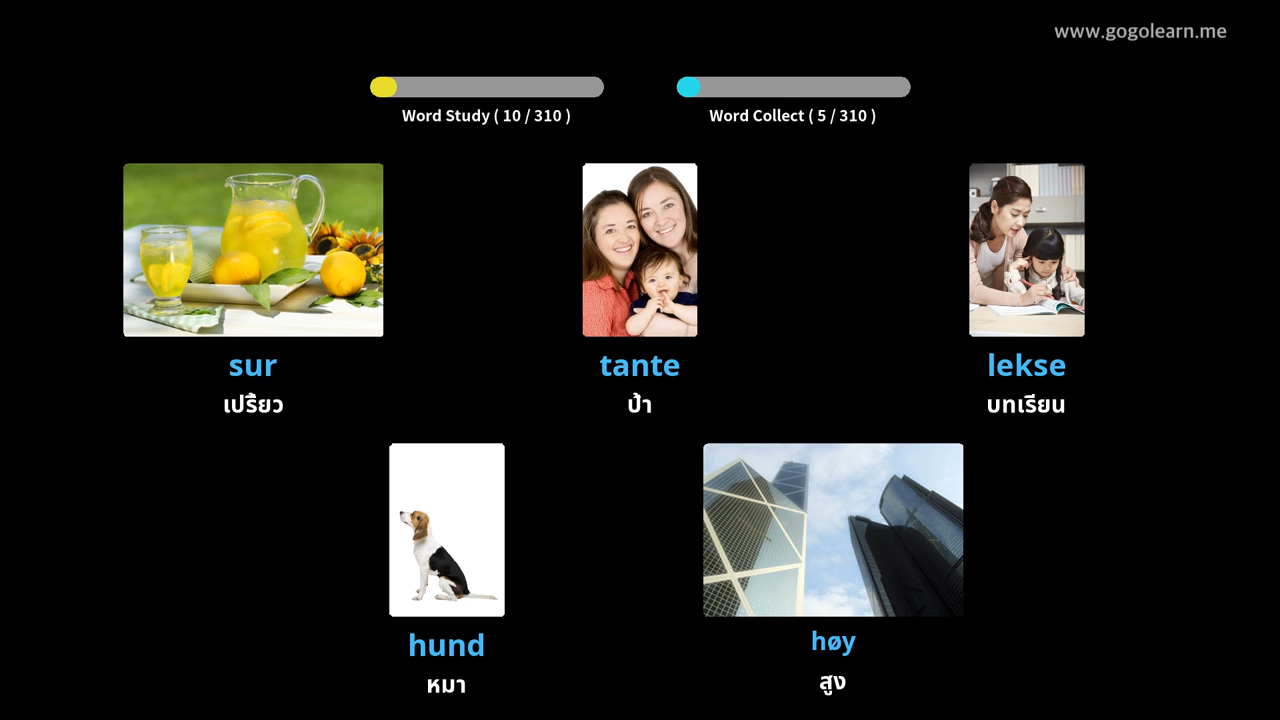 www.gogolearn.me
Word Study ( 10 / 310 )
Word Collect ( 5 / 310 )
sur
เปรี้ยว
tante
ป้า
lekse
บทเรียน
hund
หมา
høy
สูง